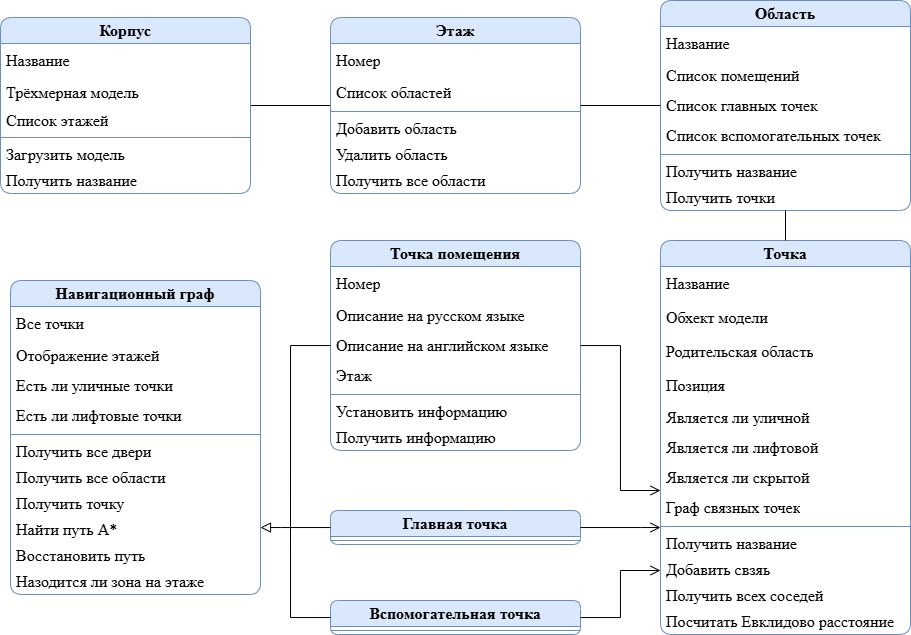 Корпус
Название
Трёхмерная модель
Список этажей
Загрузить модель
Получить название
Этаж
Номер
Список областей
Добавить область
Удалить область
Получить все области
Область
Название
Список помещений
Список главных точек
Список вспомогательных точек
Получить название
Получить точки
Навигационный граф
Все точки
Отображение этажей
Есть ли уличные точки
Есть ли лифтовые точки
Получить все двери
Получить все области
Получить точку
Найти путь A*
Восстановить путь
Назодится ли зона на этаже
Точка помещения
Номер
Описание на русском языке
Описание на английском языке
Этаж
Установить информацию
Получить информацию
Главная точка
Вспомогательная точка
Точка
Название
Обхект модели
Родительская область
Позиция
Является ли уличной
Является ли лифтовой
Является ли скрытой
Граф связных точек
Получить название
Добавить свзяь
Получить всех соседей
Посчитать Евклидово расстояние